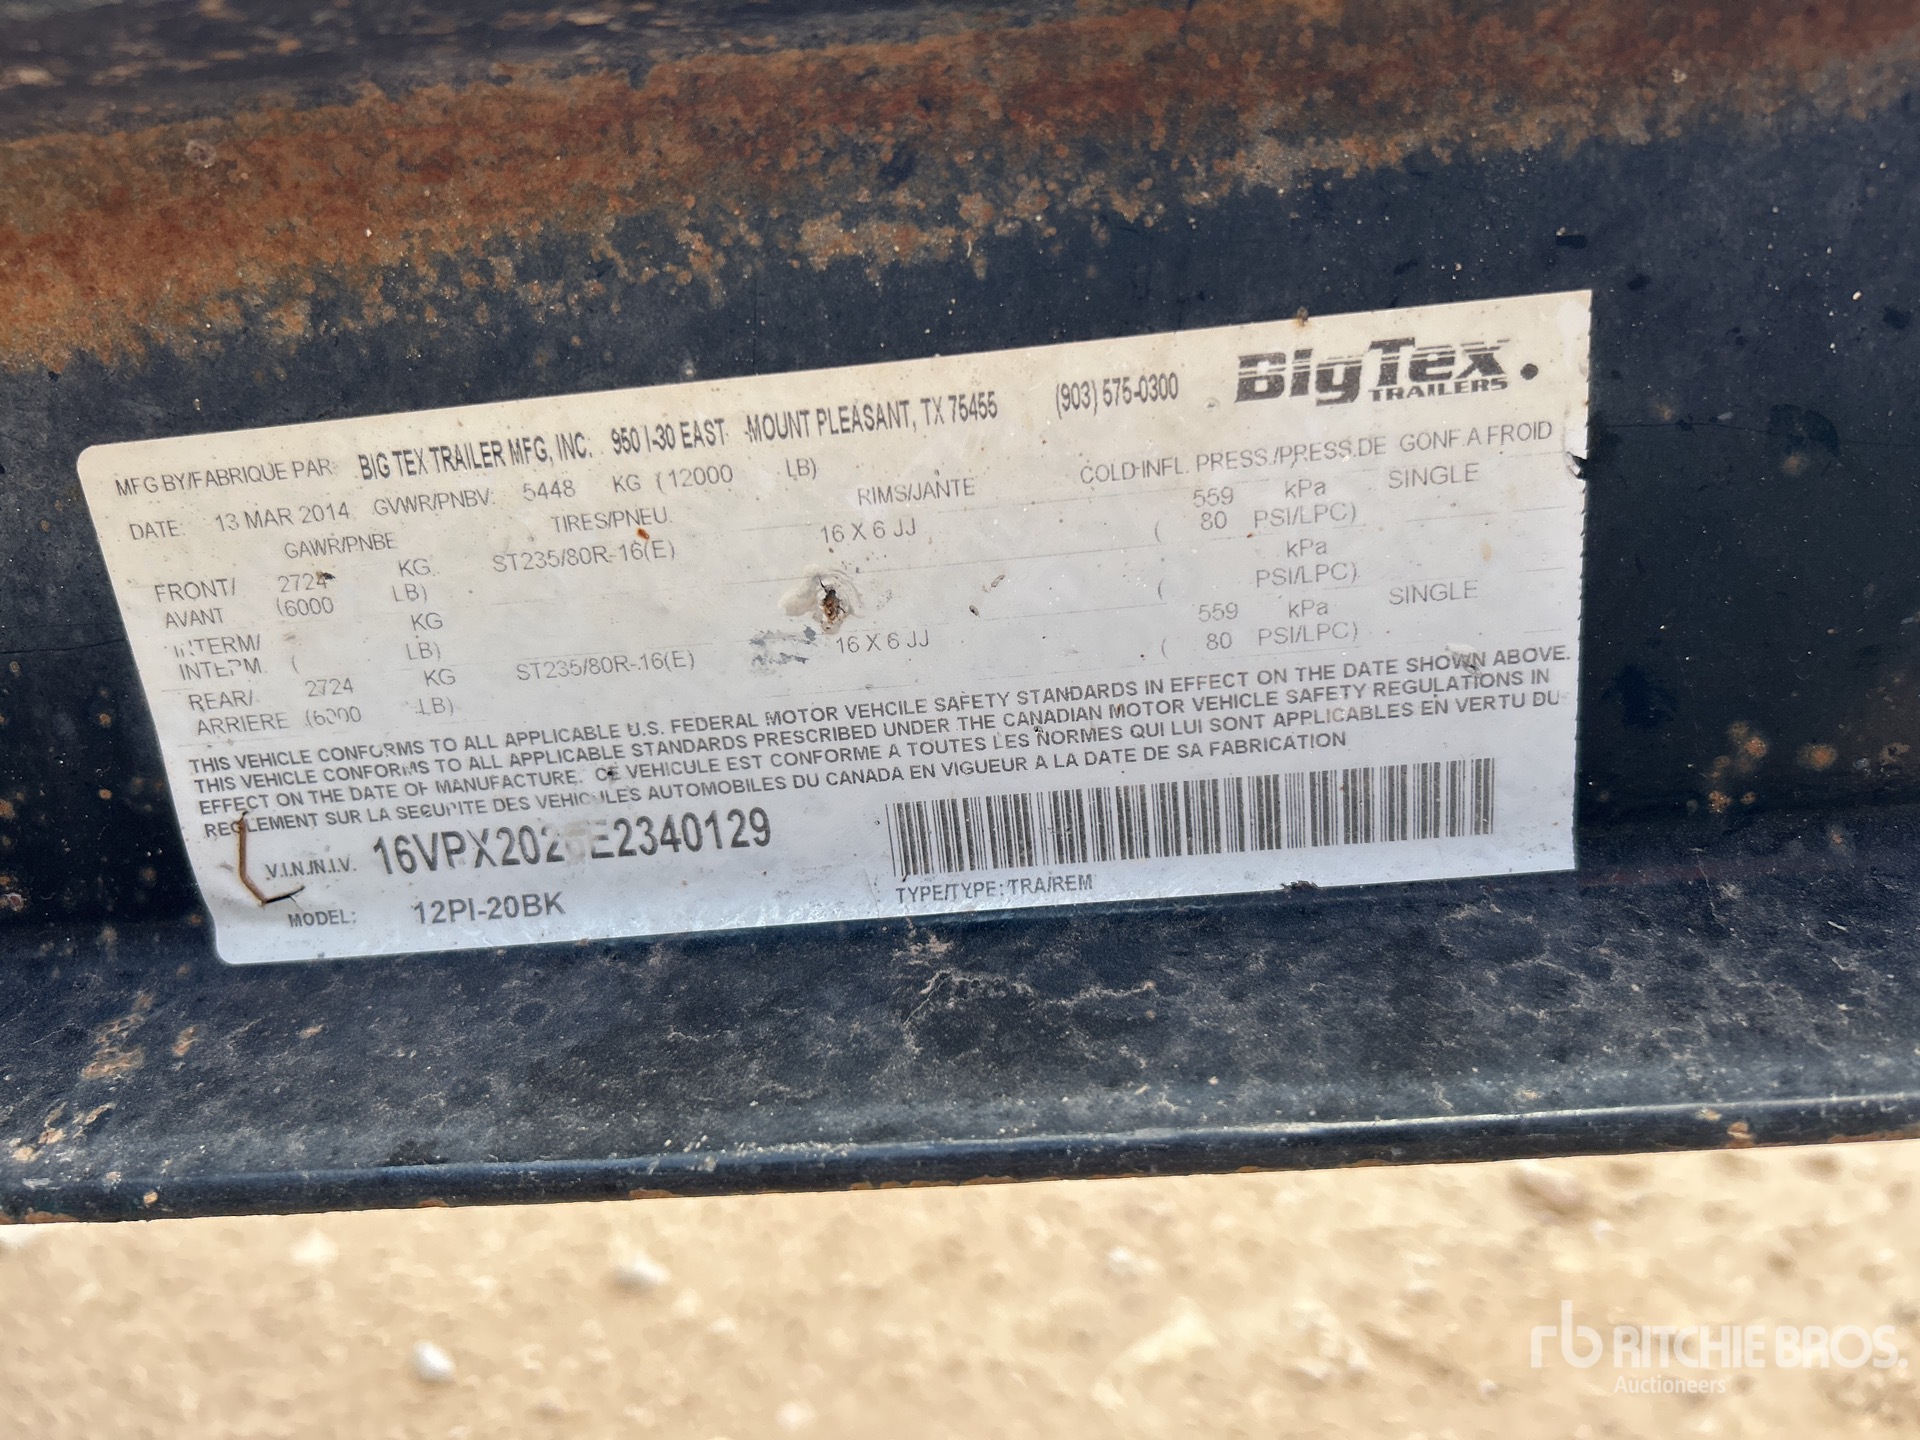 MFG BY/FABRIQUE PAR: BIG TEX TRAILER MFG, INC. 950 I-30 EAST MOUNT PLEASANT, TX 75455 (903) 575-0300 BigTex TRAILERS
DATE: 13 MAR 2014 GVWR/PNBV: 5448 KG (12000 LB)
GAWR/PNBE TIRES/PNEU RIMS/JANTE COLD INFL. PRESS./PRESS.DE GONF.A FROID
FRONT/ 2724 KG ST235/80R-16(E) 16 X 6 JJ 559 kPa SINGLE
AVANT (6000 LB) ( 80 PSI/LPC)
INTERM/ KG kPa
INTERM. ( LB) ( PSI/LPC)
REAR/ 2724 KG ST235/80R-16(E) 16 X 6 JJ 559 kPa SINGLE
ARRIERE (6000 LB) ( 80 PSI/LPC)
THIS VEHICLE CONFORMS TO ALL APPLICABLE U.S. FEDERAL MOTOR VEHCILE SAFETY STANDARDS IN EFFECT ON THE DATE SHOWN ABOVE.
THIS VEHICLE CONFORMS TO ALL APPLICABLE STANDARDS PRESCRIBED UNDER THE CANADIAN MOTOR VEHICLE SAFETY REGULATIONS IN
EFFECT ON THE DATE OF MANUFACTURE. CE VEHICULE EST CONFORME A TOUTES LES NORMES QUI LUI SONT APPLICABLES EN VERTU DU
REGLEMENT SUR LA SECURITE DES VEHICULES AUTOMOBILES DU CANADA EN VIGUEUR A LA DATE DE SA FABRICATION
V.I.N./N.I.V.
MODEL: 12PI-20BK TYPE/TYPE: TRA/REM
rb RITCHIE BROS.
Auctioneers